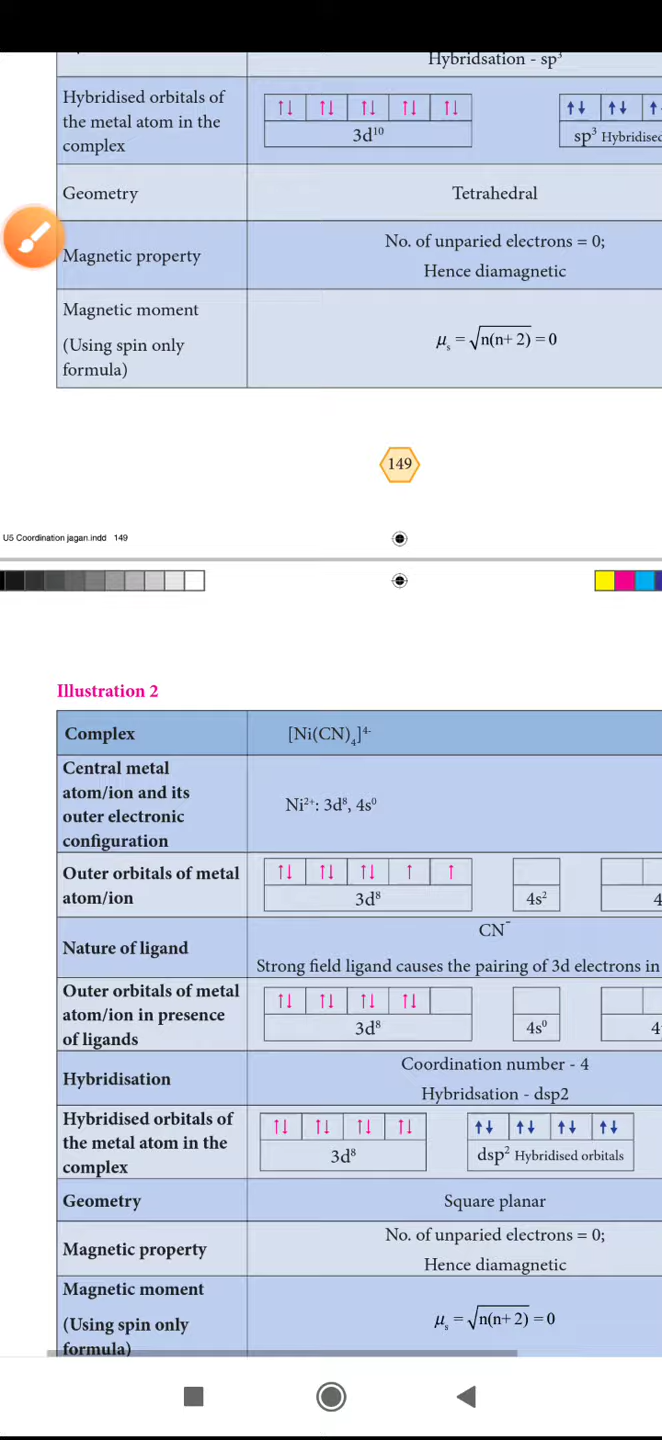 Hybridsation - sp³
Hybridised orbitals of
the metal atom in the
complex
↑↓ ↑↓ ↑↓ ↑↓ ↑↓
3d¹⁰
↑↓ ↑↓ ↑
sp³ Hybridised
Geometry
Tetrahedral
Magnetic property
No. of unparied electrons = 0;
Hence diamagnetic
Magnetic moment
(Using spin only
formula)
μₛ = √n(n+ 2) = 0
149
U5 Coordination jagan.indd 149
Illustration 2
Complex
[Ni(CN)₄]⁴⁻
Central metal
atom/ion and its
outer electronic
configuration
Ni²⁺: 3d⁸, 4s⁰
Outer orbitals of metal
atom/ion
↑↓ ↑↓ ↑↓ ↑ ↑
3d⁸
4s²
4
Nature of ligand
CN⁻
Strong field ligand causes the pairing of 3d electrons in
Outer orbitals of metal
atom/ion in presence
of ligands
↑↓ ↑↓ ↑↓ ↑↓
3d⁸
4s⁰
4
Hybridisation
Coordination number - 4
Hybridsation - dsp2
Hybridised orbitals of
the metal atom in the
complex
↑↓ ↑↓ ↑↓ ↑↓
3d⁸
↑↓ ↑↓ ↑↓ ↑↓
dsp² Hybridised orbitals
Geometry
Square planar
Magnetic property
No. of unparied electrons = 0;
Hence diamagnetic
Magnetic moment
(Using spin only
formula)
μₛ = √n(n+ 2) = 0